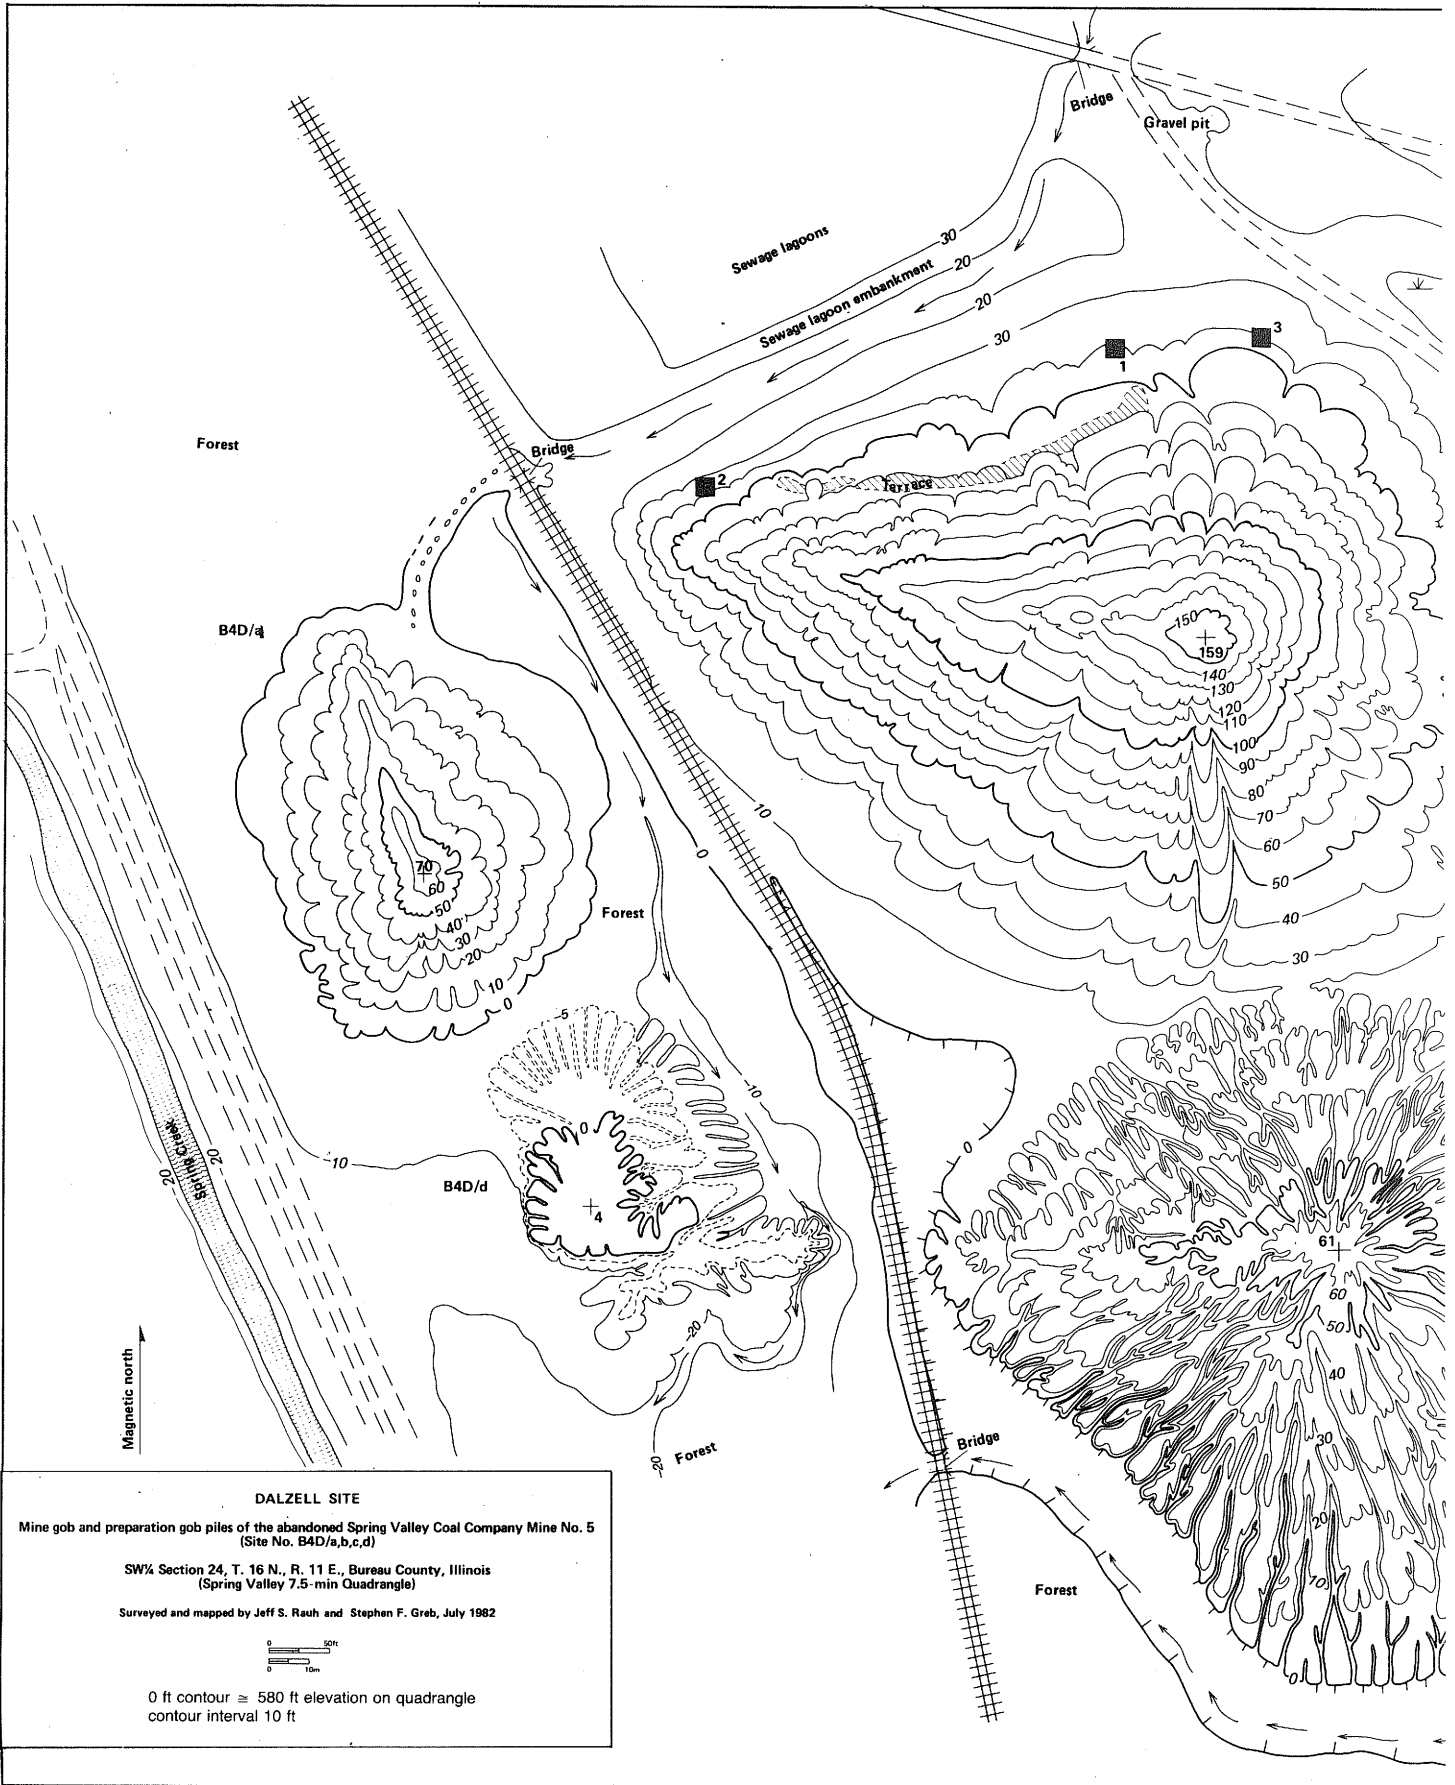 Bridge
Gravel pit
30
Sewage lagoons
20
Sewage lagoon embankment
20
30
3
1
Forest
Bridge
2
Terrace
B4D/a
150
159
140
130
120
110
100
90
80
70
60
50
40
30
10
0
70
60
50
40
30
20
10
0
Forest
-5
-10
0
0
-10
B4D/d
4
-20
Spring Creek
-20
61
60
50
40
30
20
10
0
-20
Magnetic north
-20
Forest
Bridge
Forest
DALZELL SITE
Mine gob and preparation gob piles of the abandoned Spring Valley Coal Company Mine No. 5
(Site No. B4D/a,b,c,d)
SW¼ Section 24, T. 16 N., R. 11 E., Bureau County, Illinois
(Spring Valley 7.5-min Quadrangle)
Surveyed and mapped by Jeff S. Rauh and Stephen F. Greb, July 1982
0 50ft
0 10m
0 ft contour ≅ 580 ft elevation on quadrangle
contour interval 10 ft